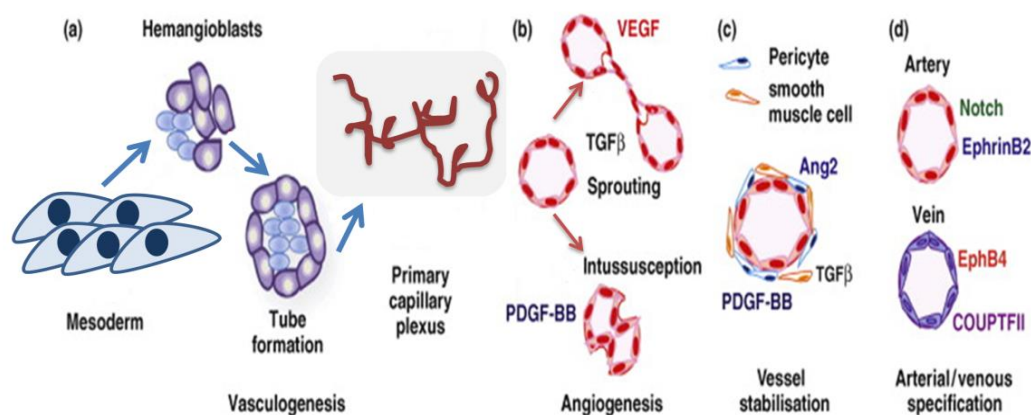 (a)
Hemangioblasts
Mesoderm
Tube
formation
Primary
capillary
plexus
Vasculogenesis
(b)
VEGF
TGFβ
Sprouting
Intussusception
PDGF-BB
Angiogenesis
(c)
Pericyte
smooth
muscle cell
Ang2
TGFβ
PDGF-BB
Vessel
stabilisation
(d)
Artery
Notch
EphrinB2
Vein
EphB4
COUPTFII
Arterial/venous
specification